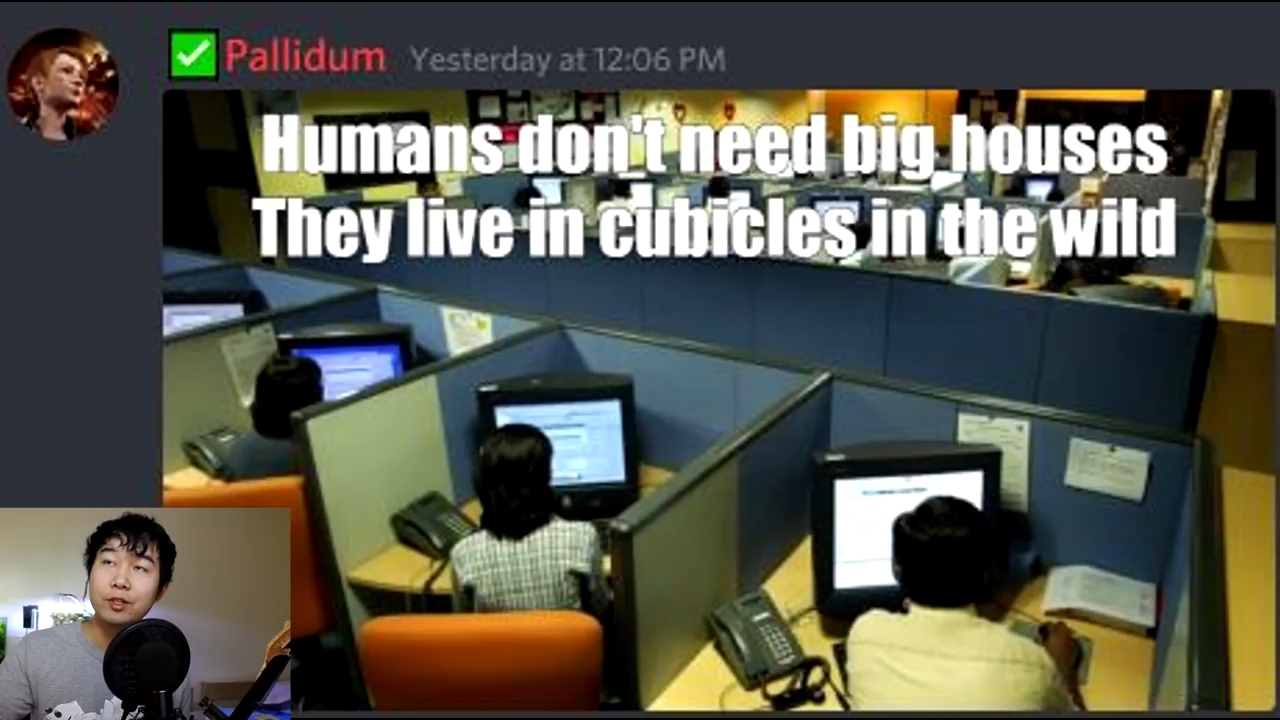 Pallidum Yesterday at 12:06 PM
Humans don't need big houses
They live in cubicles in the wild